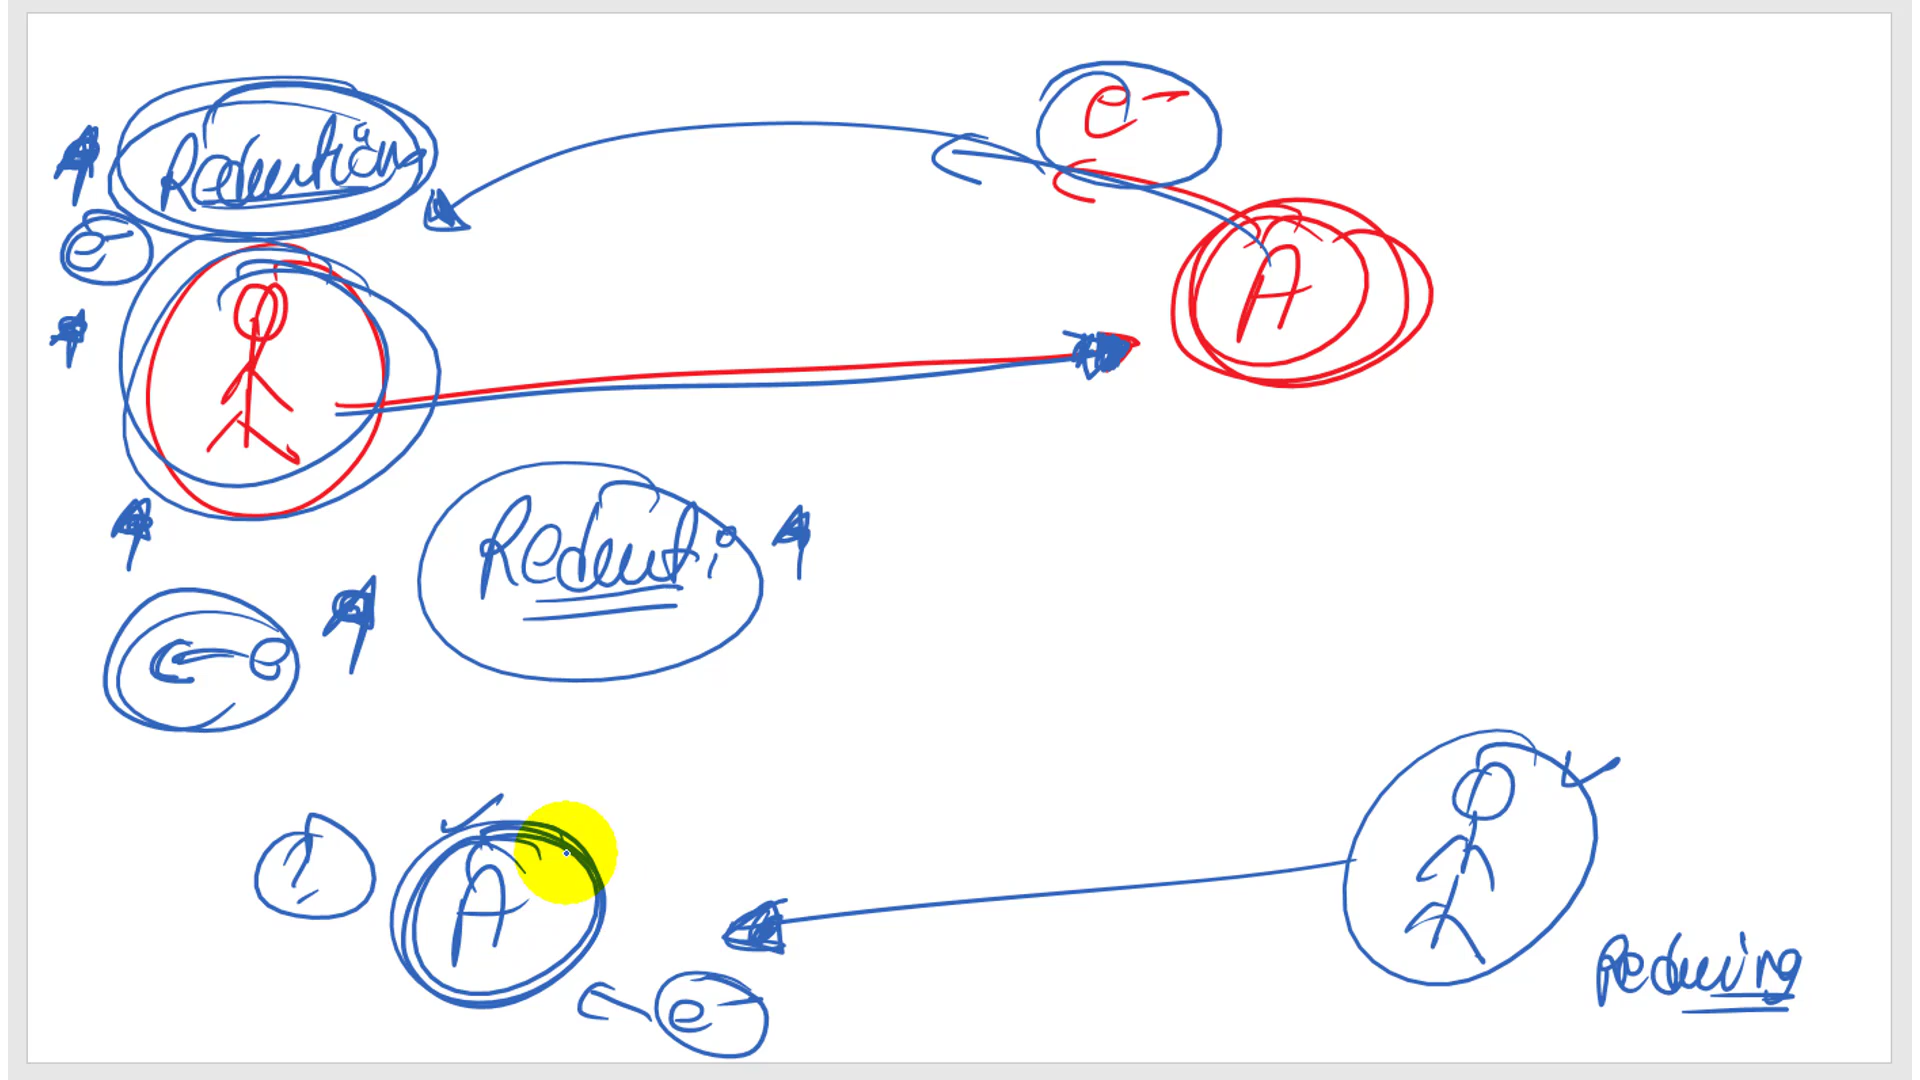 Reduction
e-
e-
A
Reducti
e
?
A
e-
Reducing